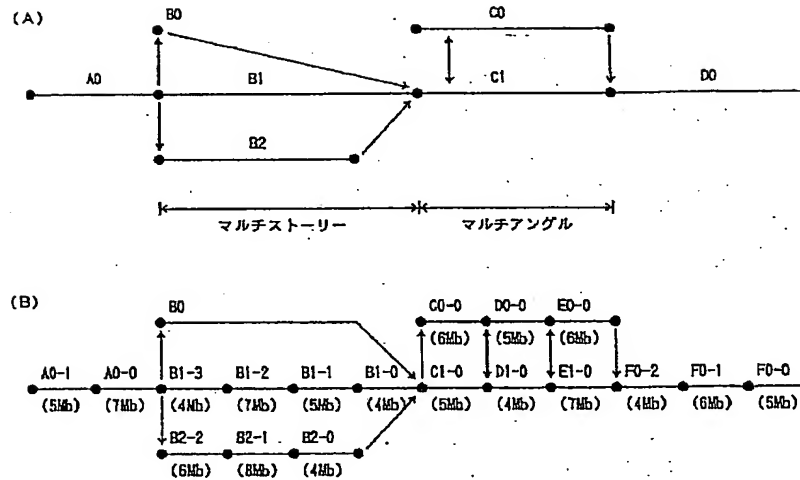 (A)
B0
C0
A0
B1
C1
D0
B2
マルチストーリー
マルチアングル
(B)
B0
C0-0 D0-0 E0-0
(6Mb) (5Mb) (6Mb)
A0-1 A0-0 B1-3 B1-2 B1-1 B1-0 C1-0 D1-0 E1-0 F0-2 F0-1 F0-0
(5Mb) (7Mb) (4Mb) (7Mb) (5Mb) (4Mb) (5Mb) (4Mb) (7Mb) (4Mb) (6Mb) (5Mb)
B2-2 B2-1 B2-0
(6Mb) (8Mb) (4Mb)